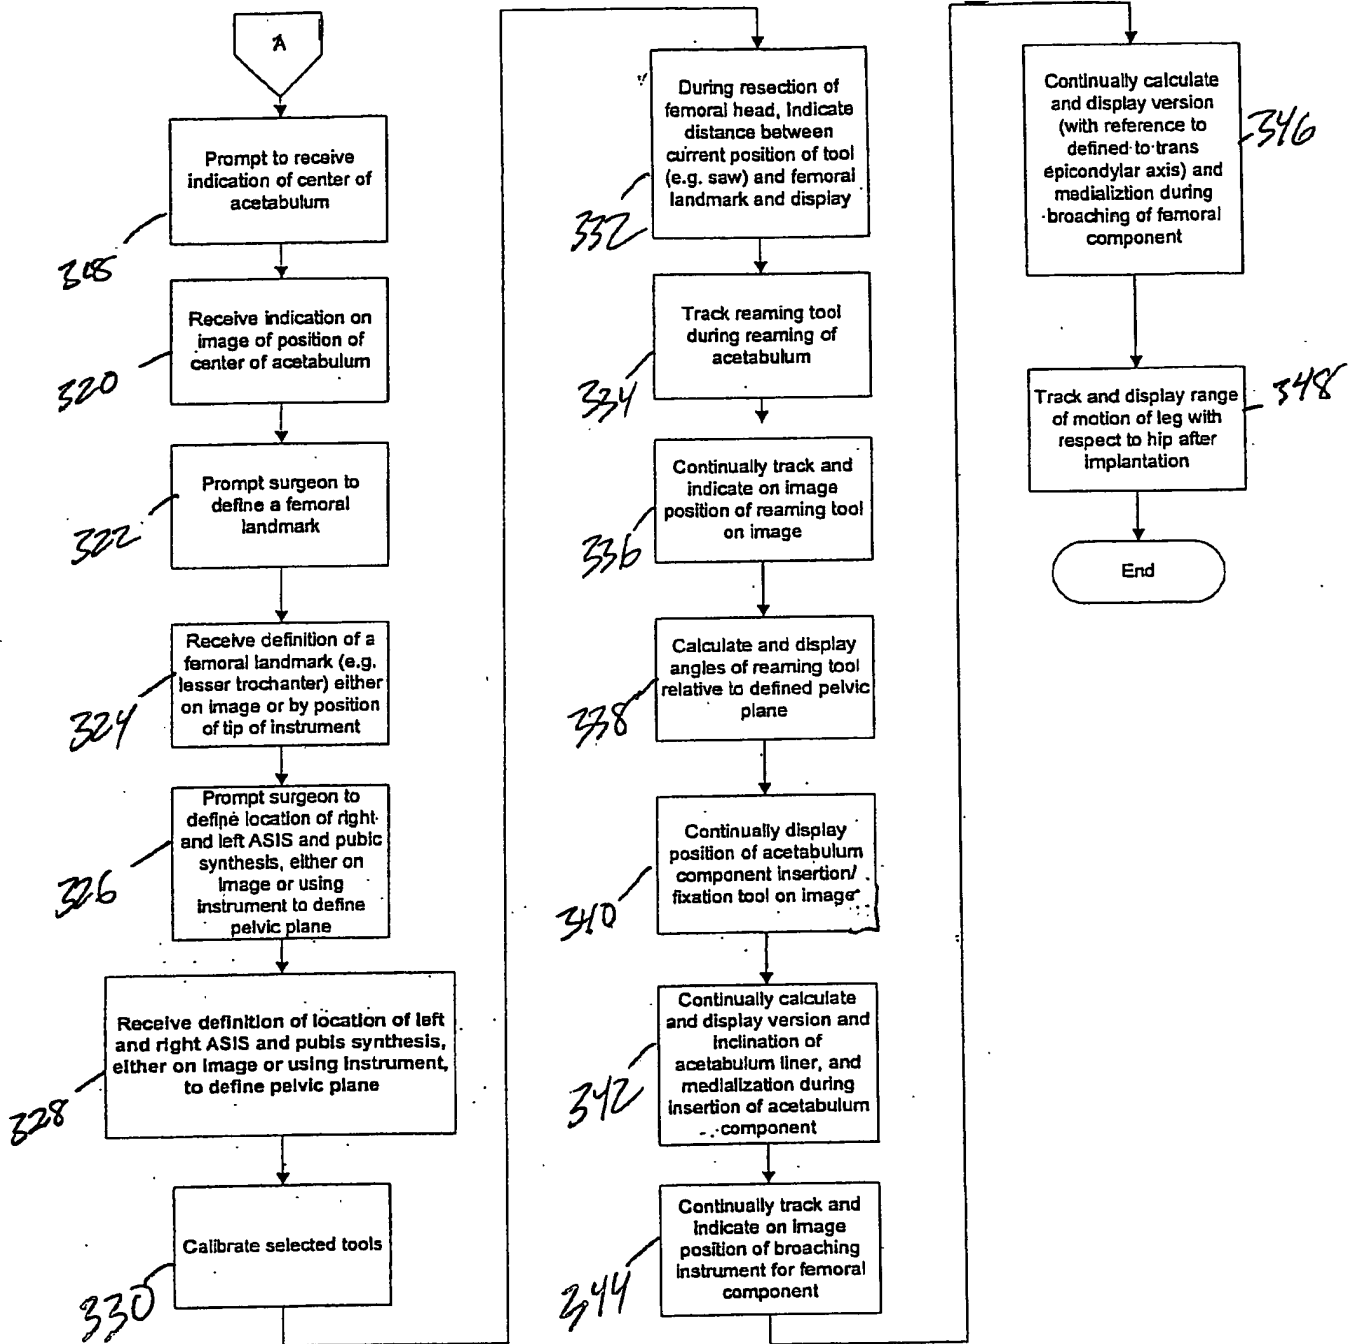 A
Prompt to receive
indication of center of
acetabulum
Receive indication on
image of position of
center of acetabulum
320
Prompt surgeon to
define a femoral
landmark
322
Receive definition of a
femoral landmark (e.g.
lesser trochanter) either
on image or by position
of tip of instrument
324
Prompt surgeon to
define location of right
and left ASIS and pubic
synthesis, either on
image or using
instrument to define
pelvic plane
326
Receive definition of location of left
and right ASIS and pubis synthesis,
either on image or using instrument,
to define pelvic plane
328
Calibrate selected tools
330
During resection of
femoral head, indicate
distance between
current position of tool
(e.g. saw) and femoral
landmark and display
332
Track reaming tool
during reaming of
acetabulum
334
Continually track and
indicate on image
position of reaming tool
on image
336
Calculate and display
angles of reaming tool
relative to defined pelvic
plane
338
Continually display
position of acetabulum
component insertion/
fixation tool on image
340
Continually calculate
and display version and
inclination of
acetabulum liner, and
medialization during
insertion of acetabulum
component
342
Continually track and
indicate on image
position of broaching
instrument for femoral
component
344
Continually calculate
and display version
(with reference to
defined to trans
epicondylar axis) and
medializtion during
broaching of femoral
component
346
Track and display range
of motion of leg with
respect to hip after
implantation
348
End